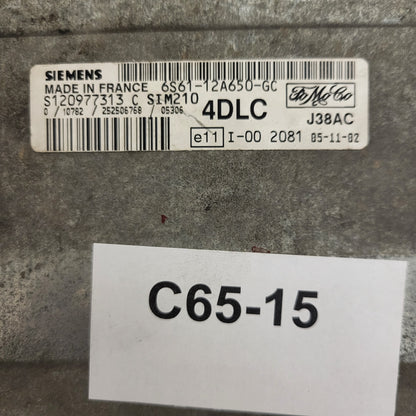 SIEMENS
MADE IN FRANCE 6S61-12A650-GC
S120977313 C SIM210
0 / 10782 / 252506768 / 05306
4DLC
FoMoCo
J38AC
e11 I-00 2081 05-11-02
C65-15